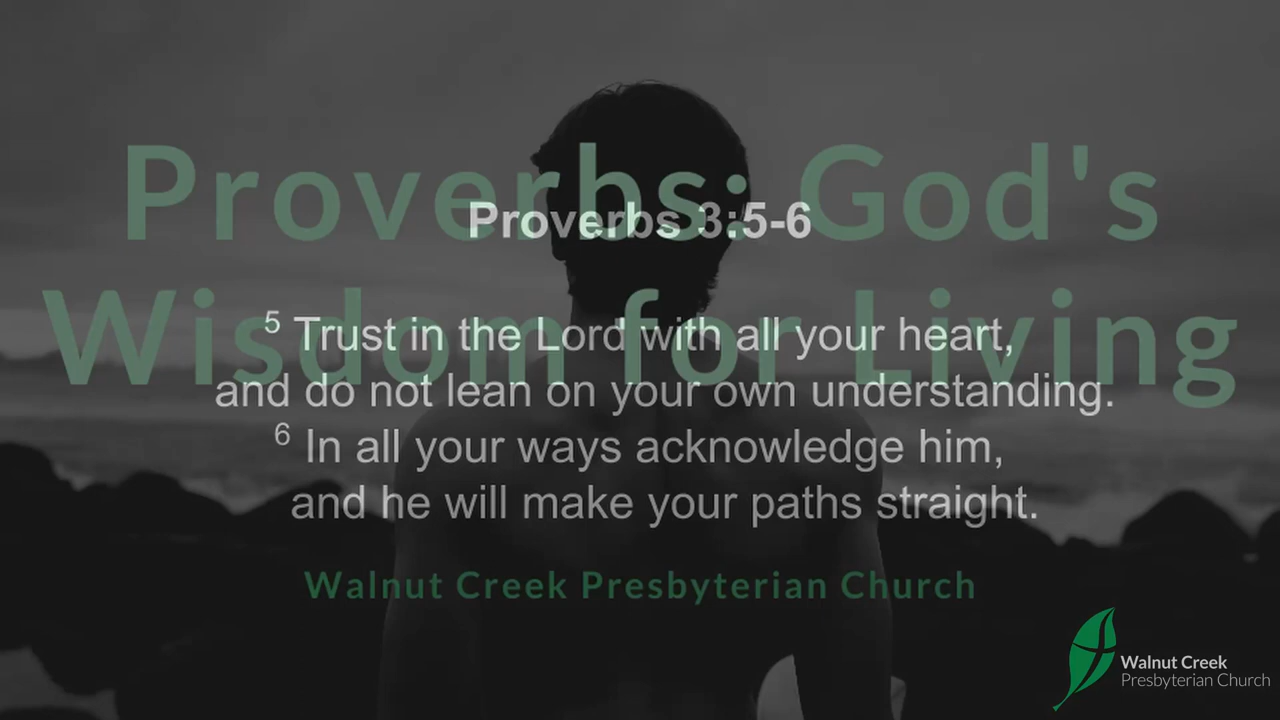 Proverbs: God's
Proverbs 3:5-6
Wisdom for Living
5 Trust in the Lord with all your heart,
and do not lean on your own understanding.
6 In all your ways acknowledge him,
and he will make your paths straight.
Walnut Creek Presbyterian Church
Walnut Creek
Presbyterian Church